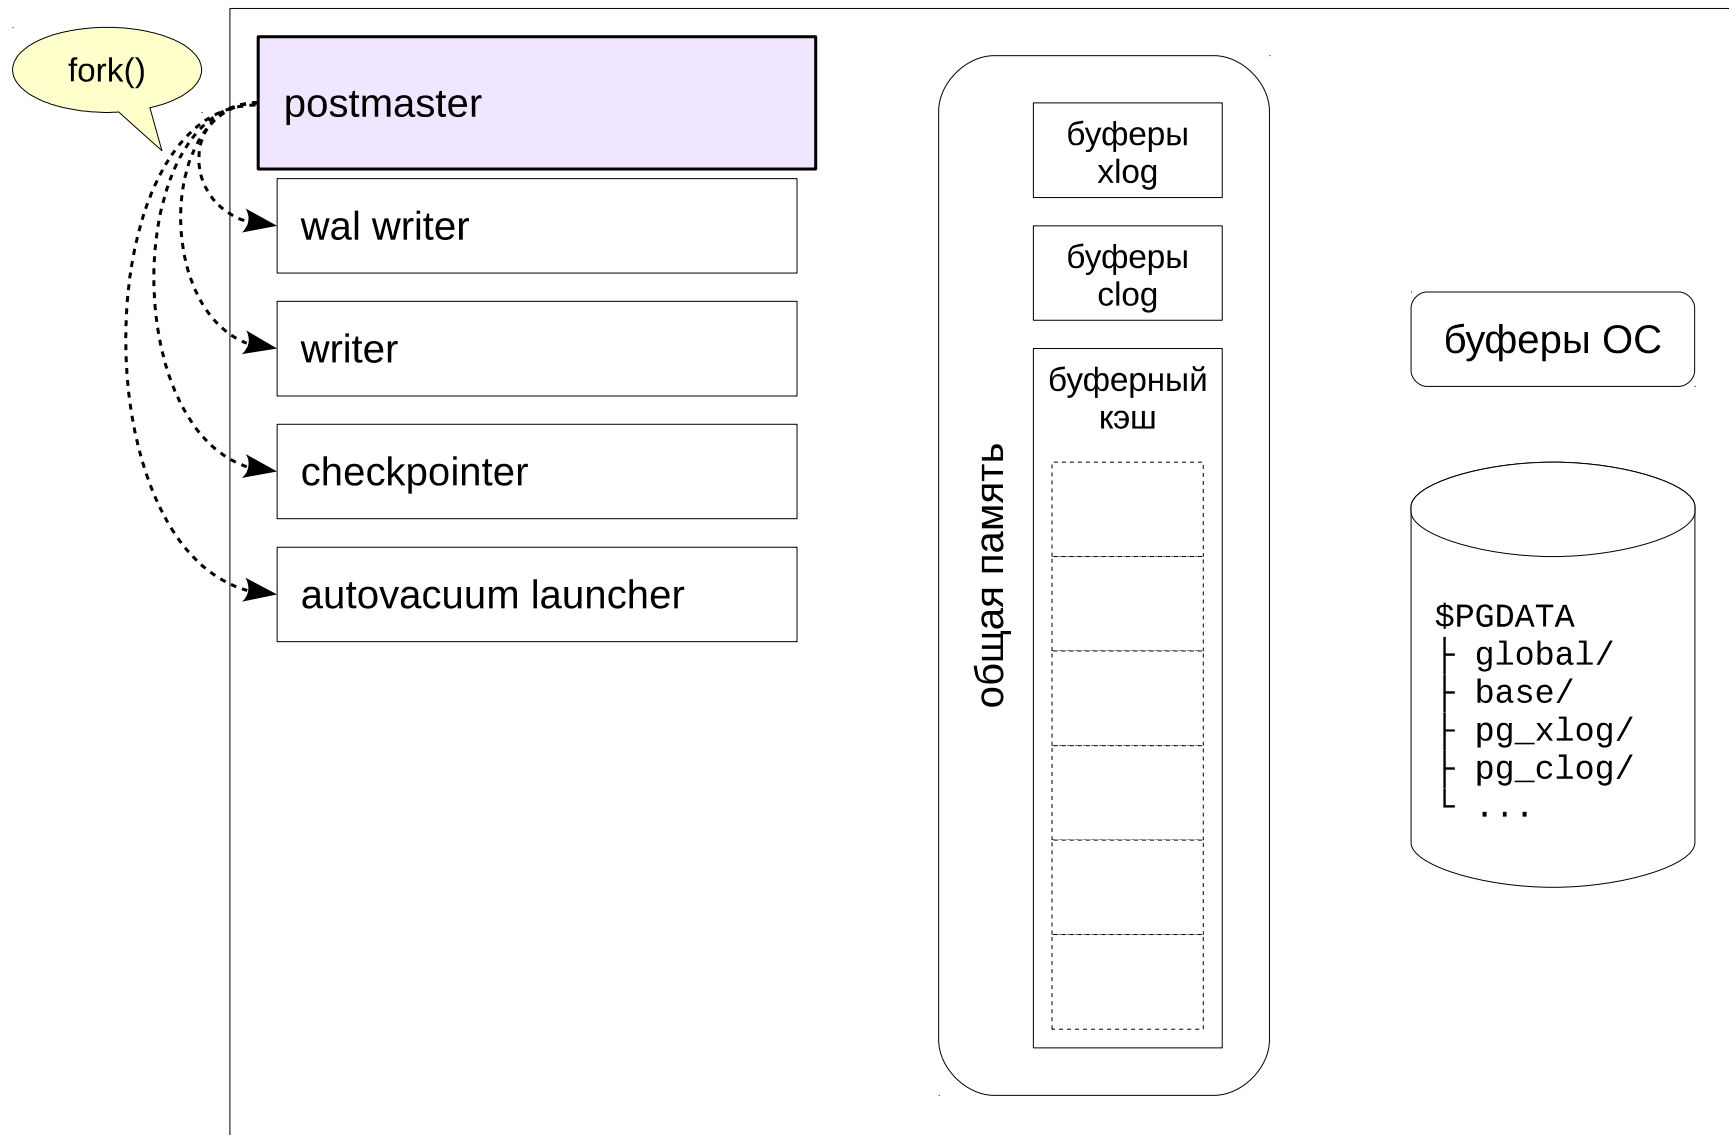 fork()
postmaster
wal writer
writer
checkpointer
autovacuum launcher
общая память
буферы
xlog
буферы
clog
буферный
кэш
буферы ОС
$PGDATA
├ global/
├ base/
├ pg_xlog/
├ pg_clog/
└ ...